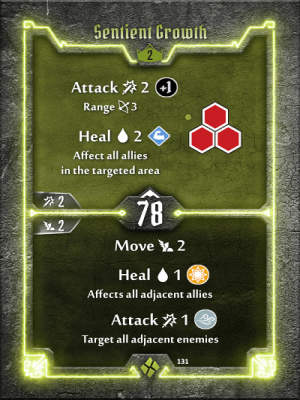 Sentient Growth
2
Attack 2 +1
Range 3
Heal 2
Affect all allies
in the targeted area
2
78
2
Move 2
Heal 1
Affects all adjacent allies
Attack 1
Target all adjacent enemies
131